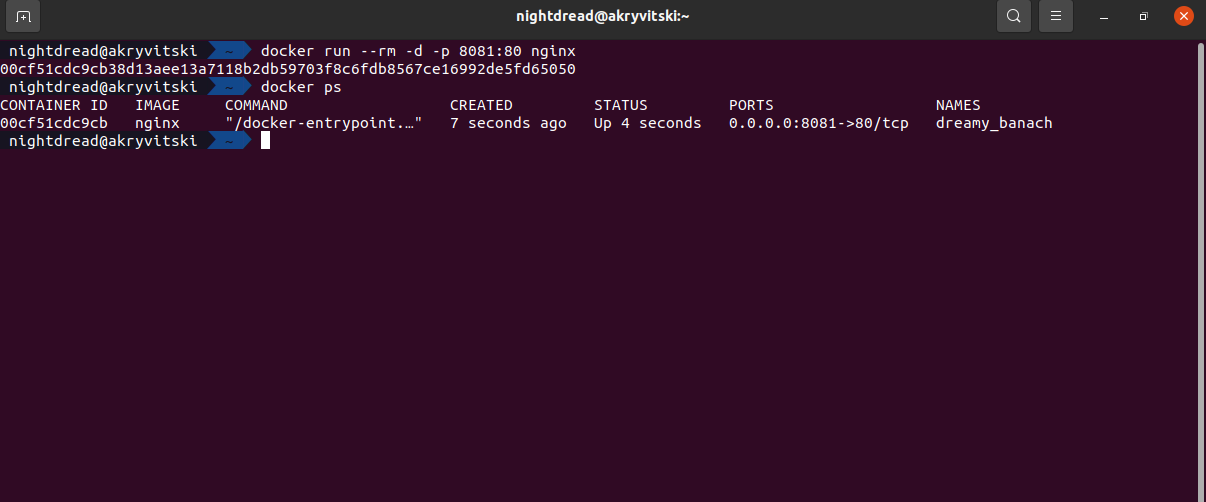 nightdread@akryvitski:~
nightdread@akryvitski ~ docker run --rm -d -p 8081:80 nginx
00cf51cdc9cb38d13aee13a7118b2db59703f8c6fdb8567ce16992de5fd65050
nightdread@akryvitski ~ docker ps
CONTAINER ID IMAGE COMMAND CREATED STATUS PORTS NAMES
00cf51cdc9cb nginx "/docker-entrypoint.…" 7 seconds ago Up 4 seconds 0.0.0.0:8081->80/tcp dreamy_banach
nightdread@akryvitski ~